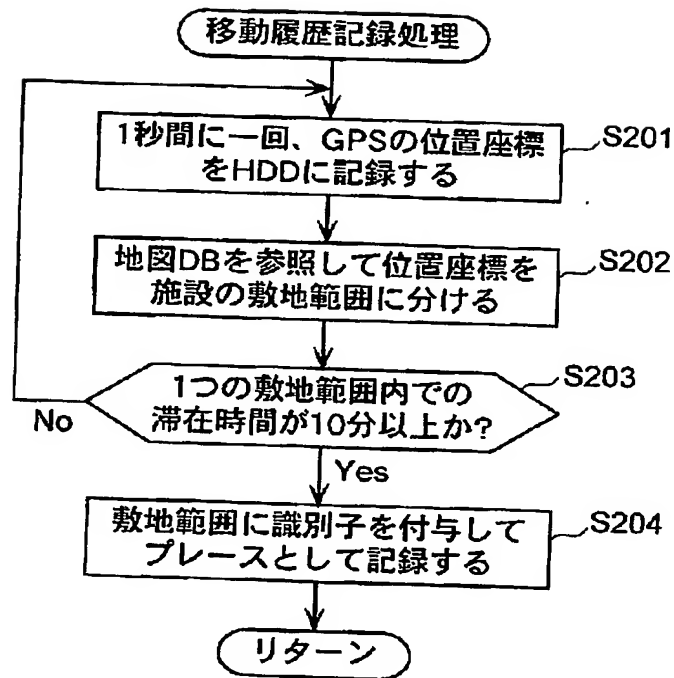 移動履歴記録処理
1秒間に一回、GPSの位置座標
をHDDに記録する
S201
地図DBを参照して位置座標を
施設の敷地範囲に分ける
S202
1つの敷地範囲内での
滞在時間が10分以上か?
S203
No
Yes
敷地範囲に識別子を付与して
プレースとして記録する
S204
リターン